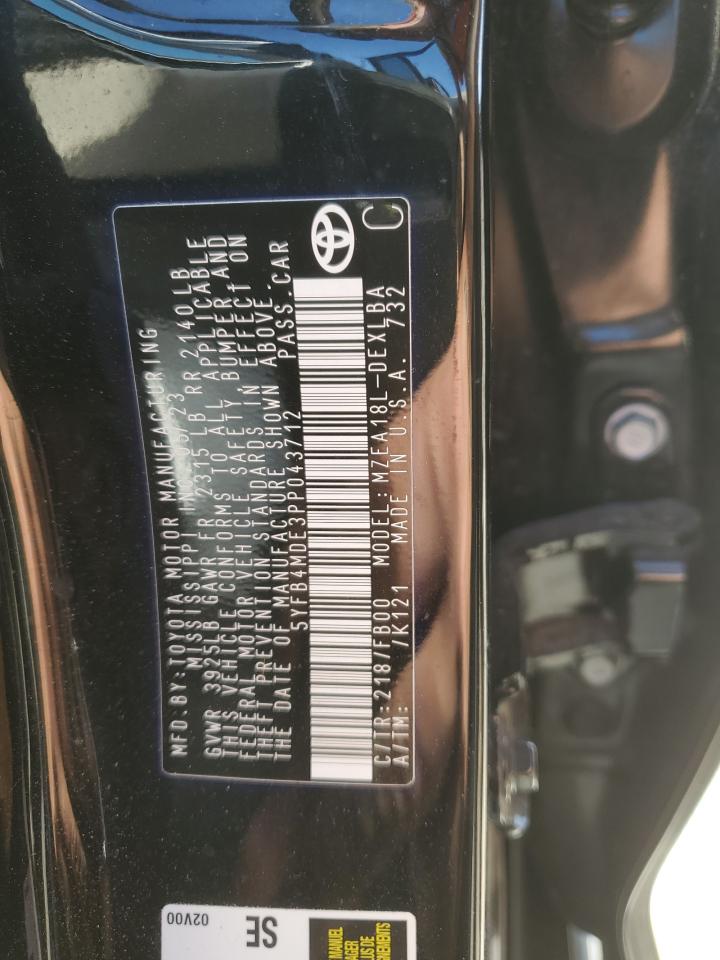 MFD.BY:TOYOTA MOTOR MANUFACTURING
MISSISSIPPI INC. 23
GVWR 3925LB GAWR FR 2315 LB RR 2140 LB
THIS VEHICLE CONFORMS TO ALL APPLICABLE
FEDERAL MOTOR VEHICLE SAFETY BUMPER AND
THEFT PREVENTION STANDARDS IN EFFECT ON
THE DATE OF MANUFACTURE SHOWN ABOVE.
5YFB4MDE3PP043712 PASS.CAR
C/TR:218/FB00 MODEL:MZEA18L-DEXLBA
A/TM: /K121 MADE IN U.S.A. 732
C
02V00
SE
MANUEL